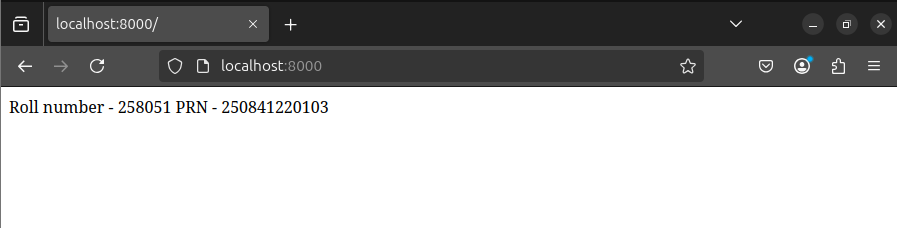 localhost:8000/
localhost:8000
Roll number - 258051 PRN - 250841220103